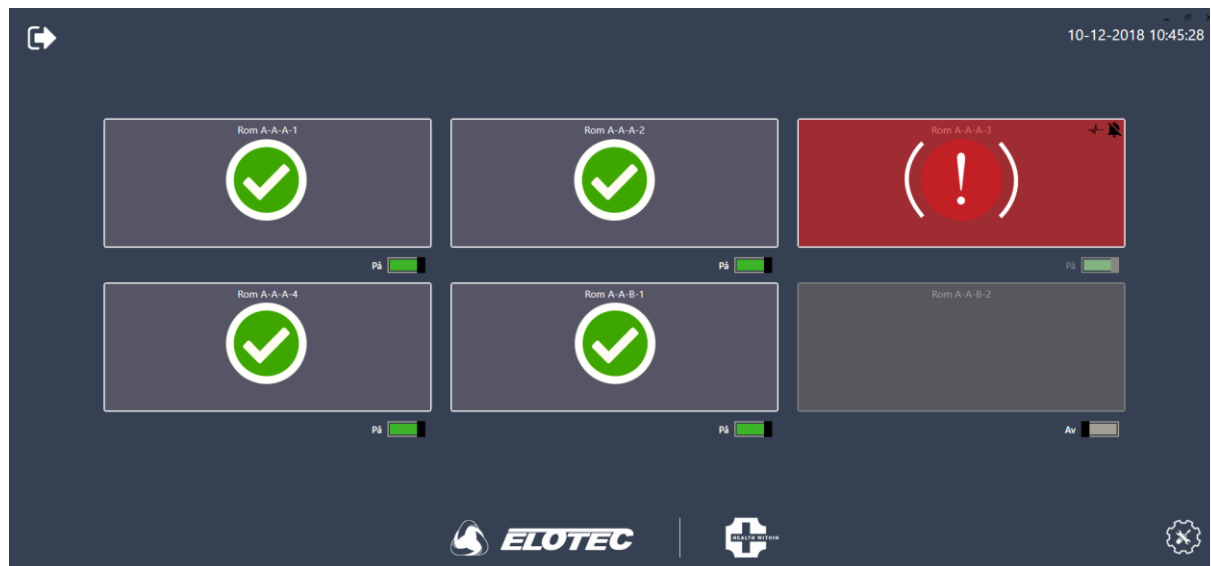 10-12-2018 10:45:28
Rom A-A-A-1
Rom A-A-A-2
Rom A-A-A-3
På
På
På
Rom A-A-A-4
Rom A-A-B-1
Rom A-A-B-2
På
På
Av
ELOTEC
HEALTH WITHIN